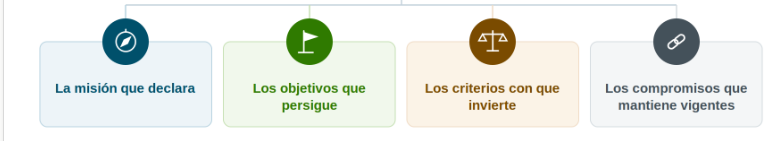 La misión que declara
Los objetivos que
persigue
Los criterios con que
invierte
Los compromisos que
mantiene vigentes